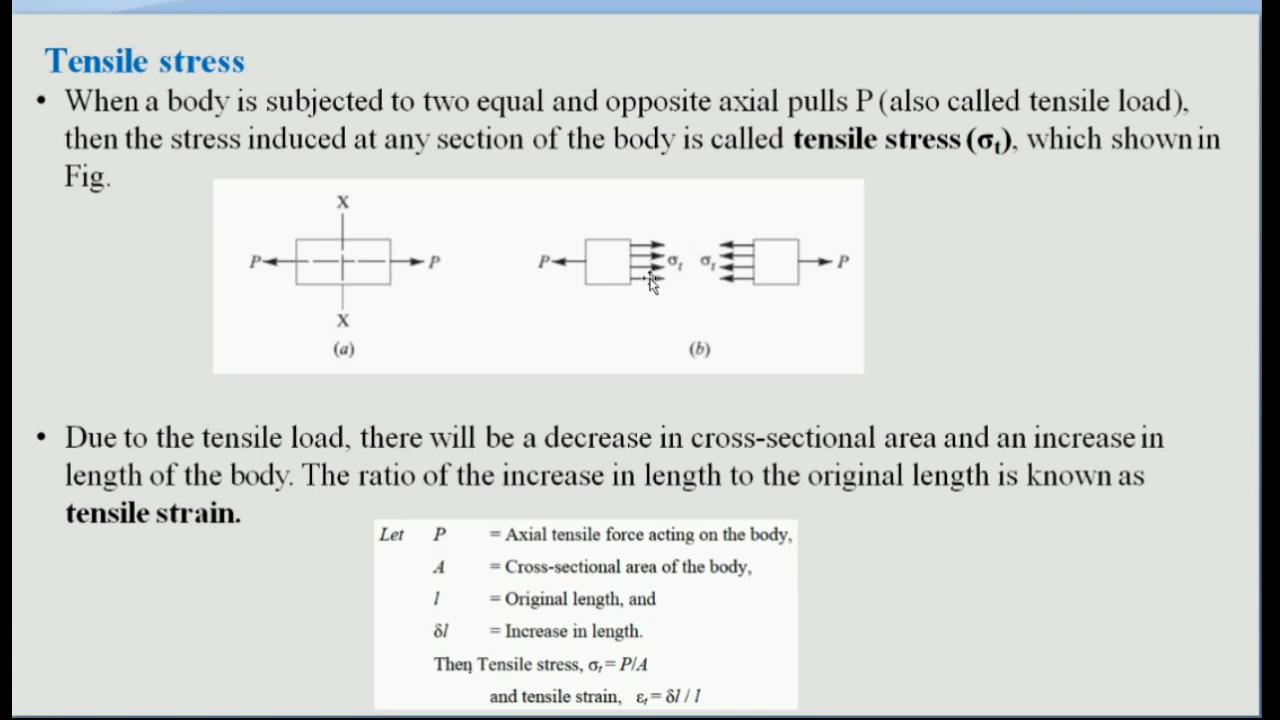 Tensile stress
• When a body is subjected to two equal and opposite axial pulls P (also called tensile load),
then the stress induced at any section of the body is called tensile stress (σt), which shown in
Fig.
X
P P P σt σt P
X
(a) (b)
• Due to the tensile load, there will be a decrease in cross-sectional area and an increase in
length of the body. The ratio of the increase in length to the original length is known as
tensile strain.
Let P = Axial tensile force acting on the body,
A = Cross-sectional area of the body,
l = Original length, and
δl = Increase in length.
Then, Tensile stress, σt = P/A
and tensile strain, εt = δl / l